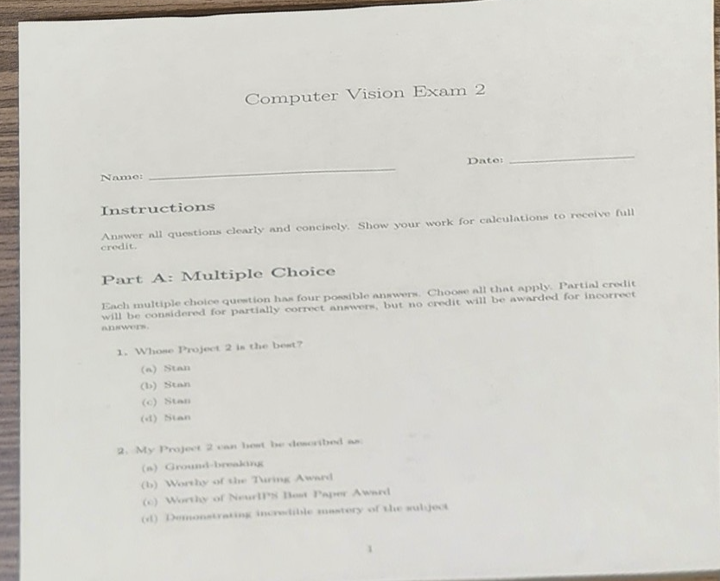 Computer Vision Exam 2
Name: Date:
Instructions
Answer all questions clearly and concisely. Show your work for calculations to receive full
credit.
Part A: Multiple Choice
Each multiple choice question has four possible answers. Choose all that apply. Partial credit
will be considered for partially correct answers, but no credit will be awarded for incorrect
answers.
1. Whose Project 2 is the best?
(a) Stan
(b) Stan
(c) Stan
(d) Stan
2. My Project 2 can best be described as:
(a) Ground-breaking
(b) Worthy of the Turing Award
(c) Worthy of NeurIPS Best Paper Award
(d) Demonstrating incredible mastery of the subject
1